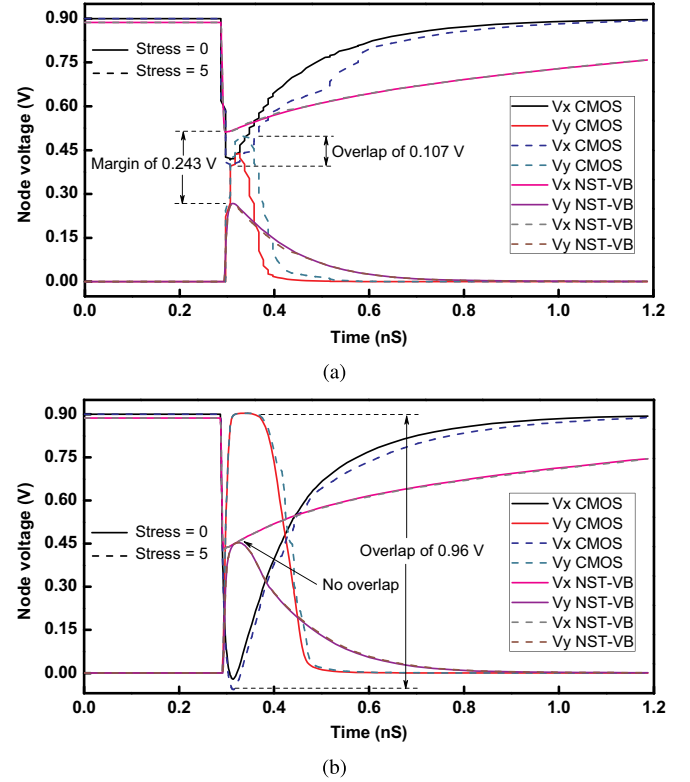 0.90
0.75
0.60
0.45
0.30
0.15
0.00
Node voltage (V)
Stress = 0
Stress = 5
Margin of 0.243 V
Overlap of 0.107 V
Vx CMOS
Vy CMOS
Vx CMOS
Vy CMOS
Vx NST-VB
Vy NST-VB
Vx NST-VB
Vy NST-VB
0.0 0.2 0.4 0.6 0.8 1.0 1.2
Time (nS)
(a)
0.90
0.75
0.60
0.45
0.30
0.15
0.00
Node voltage (V)
Stress = 0
Stress = 5
No overlap
Overlap of 0.96 V
Vx CMOS
Vy CMOS
Vx CMOS
Vy CMOS
Vx NST-VB
Vy NST-VB
Vx NST-VB
Vy NST-VB
0.0 0.2 0.4 0.6 0.8 1.0 1.2
Time (nS)
(b)